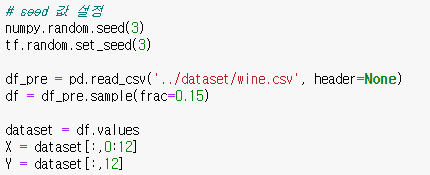 # seed 값 설정
numpy.random.seed(3)
tf.random.set_seed(3)
df_pre = pd.read_csv('../dataset/wine.csv', header=None)
df = df_pre.sample(frac=0.15)
dataset = df.values
X = dataset[:,0:12]
Y = dataset[:,12]